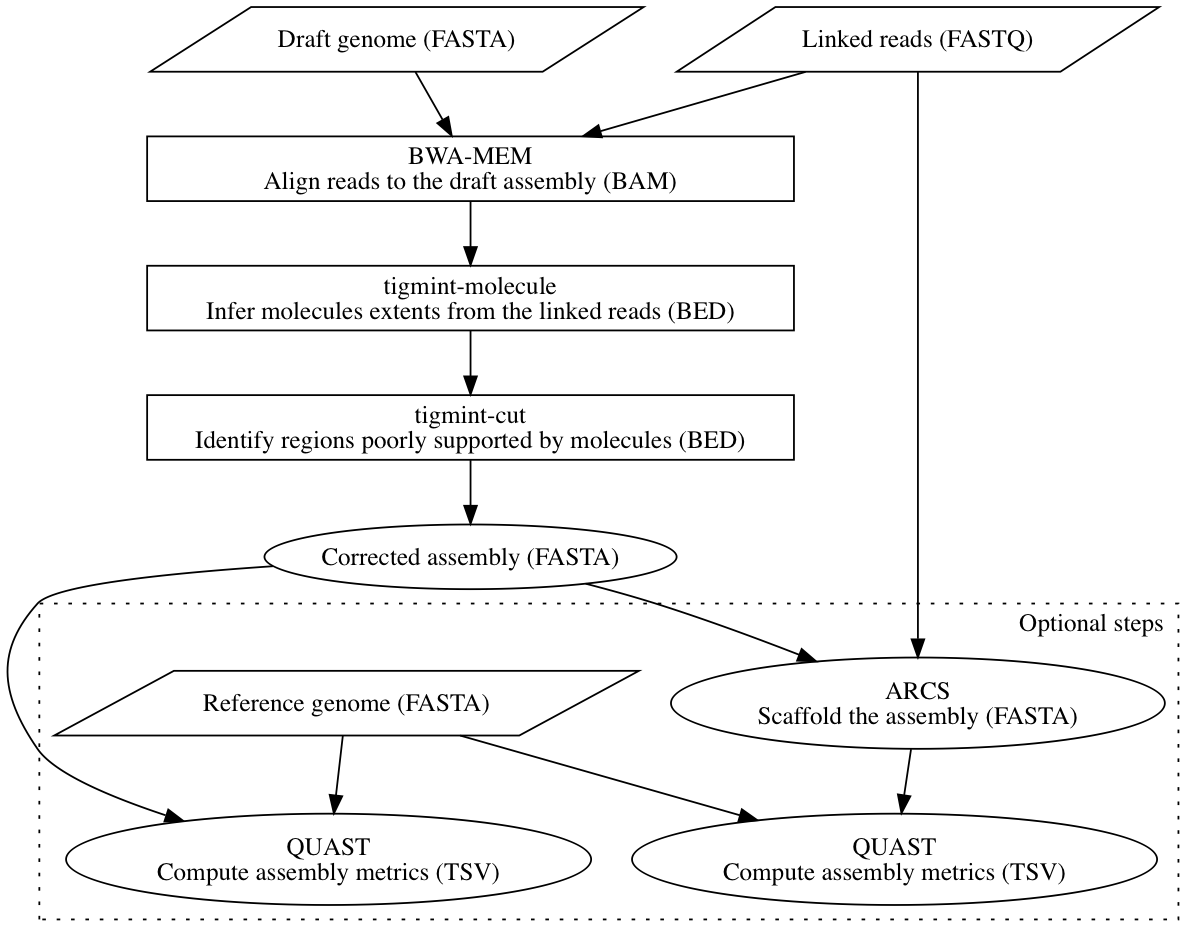 Draft genome (FASTA)
Linked reads (FASTQ)
BWA-MEM
Align reads to the draft assembly (BAM)
tigmint-molecule
Infer molecules extents from the linked reads (BED)
tigmint-cut
Identify regions poorly supported by molecules (BED)
Corrected assembly (FASTA)
Optional steps
ARCS
Scaffold the assembly (FASTA)
Reference genome (FASTA)
QUAST
Compute assembly metrics (TSV)
QUAST
Compute assembly metrics (TSV)